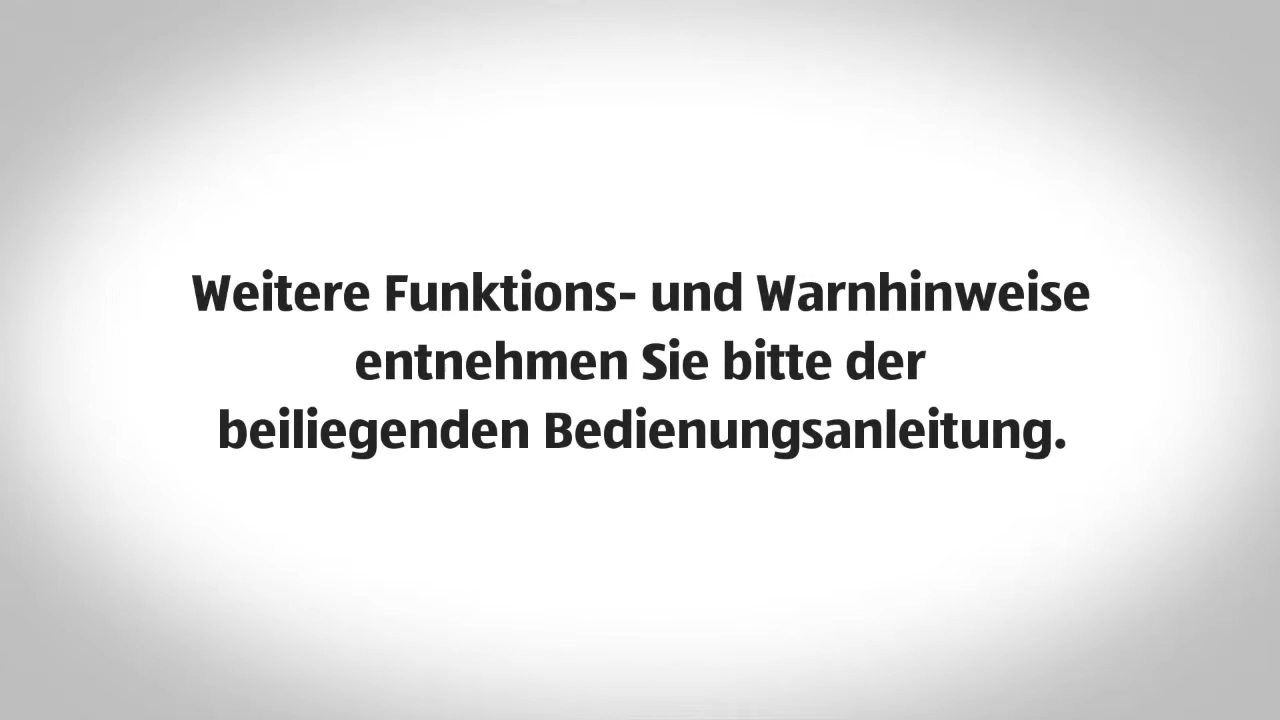 Weitere Funktions- und Warnhinweise
entnehmen Sie bitte der
beiliegenden Bedienungsanleitung.